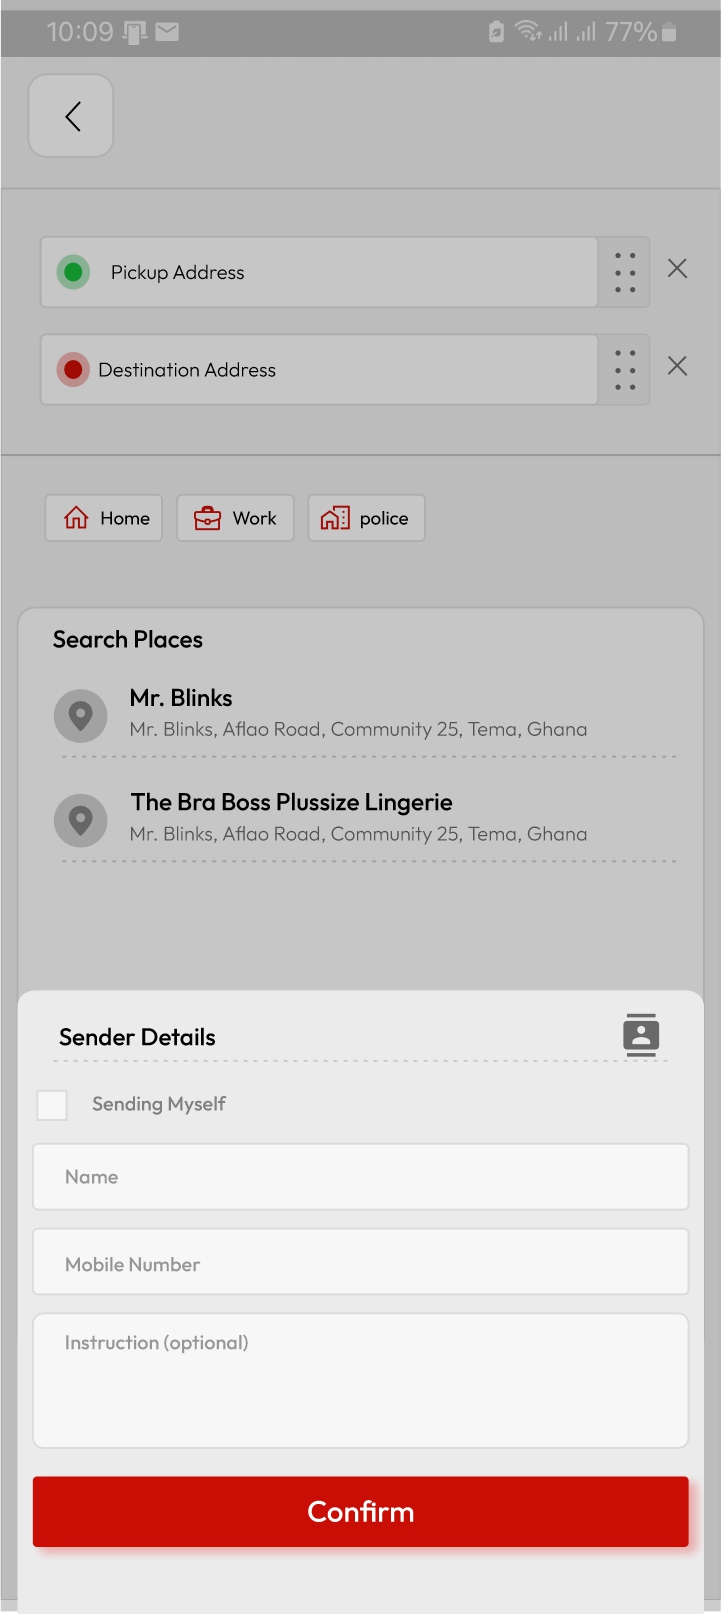 10:09 77%
Pickup Address
Destination Address
Home Work police
Search Places
Mr. Blinks
Mr. Blinks, Aflao Road, Community 25, Tema, Ghana
The Bra Boss Plussize Lingerie
Mr. Blinks, Aflao Road, Community 25, Tema, Ghana
Sender Details
Sending Myself
Name
Mobile Number
Instruction (optional)
Confirm